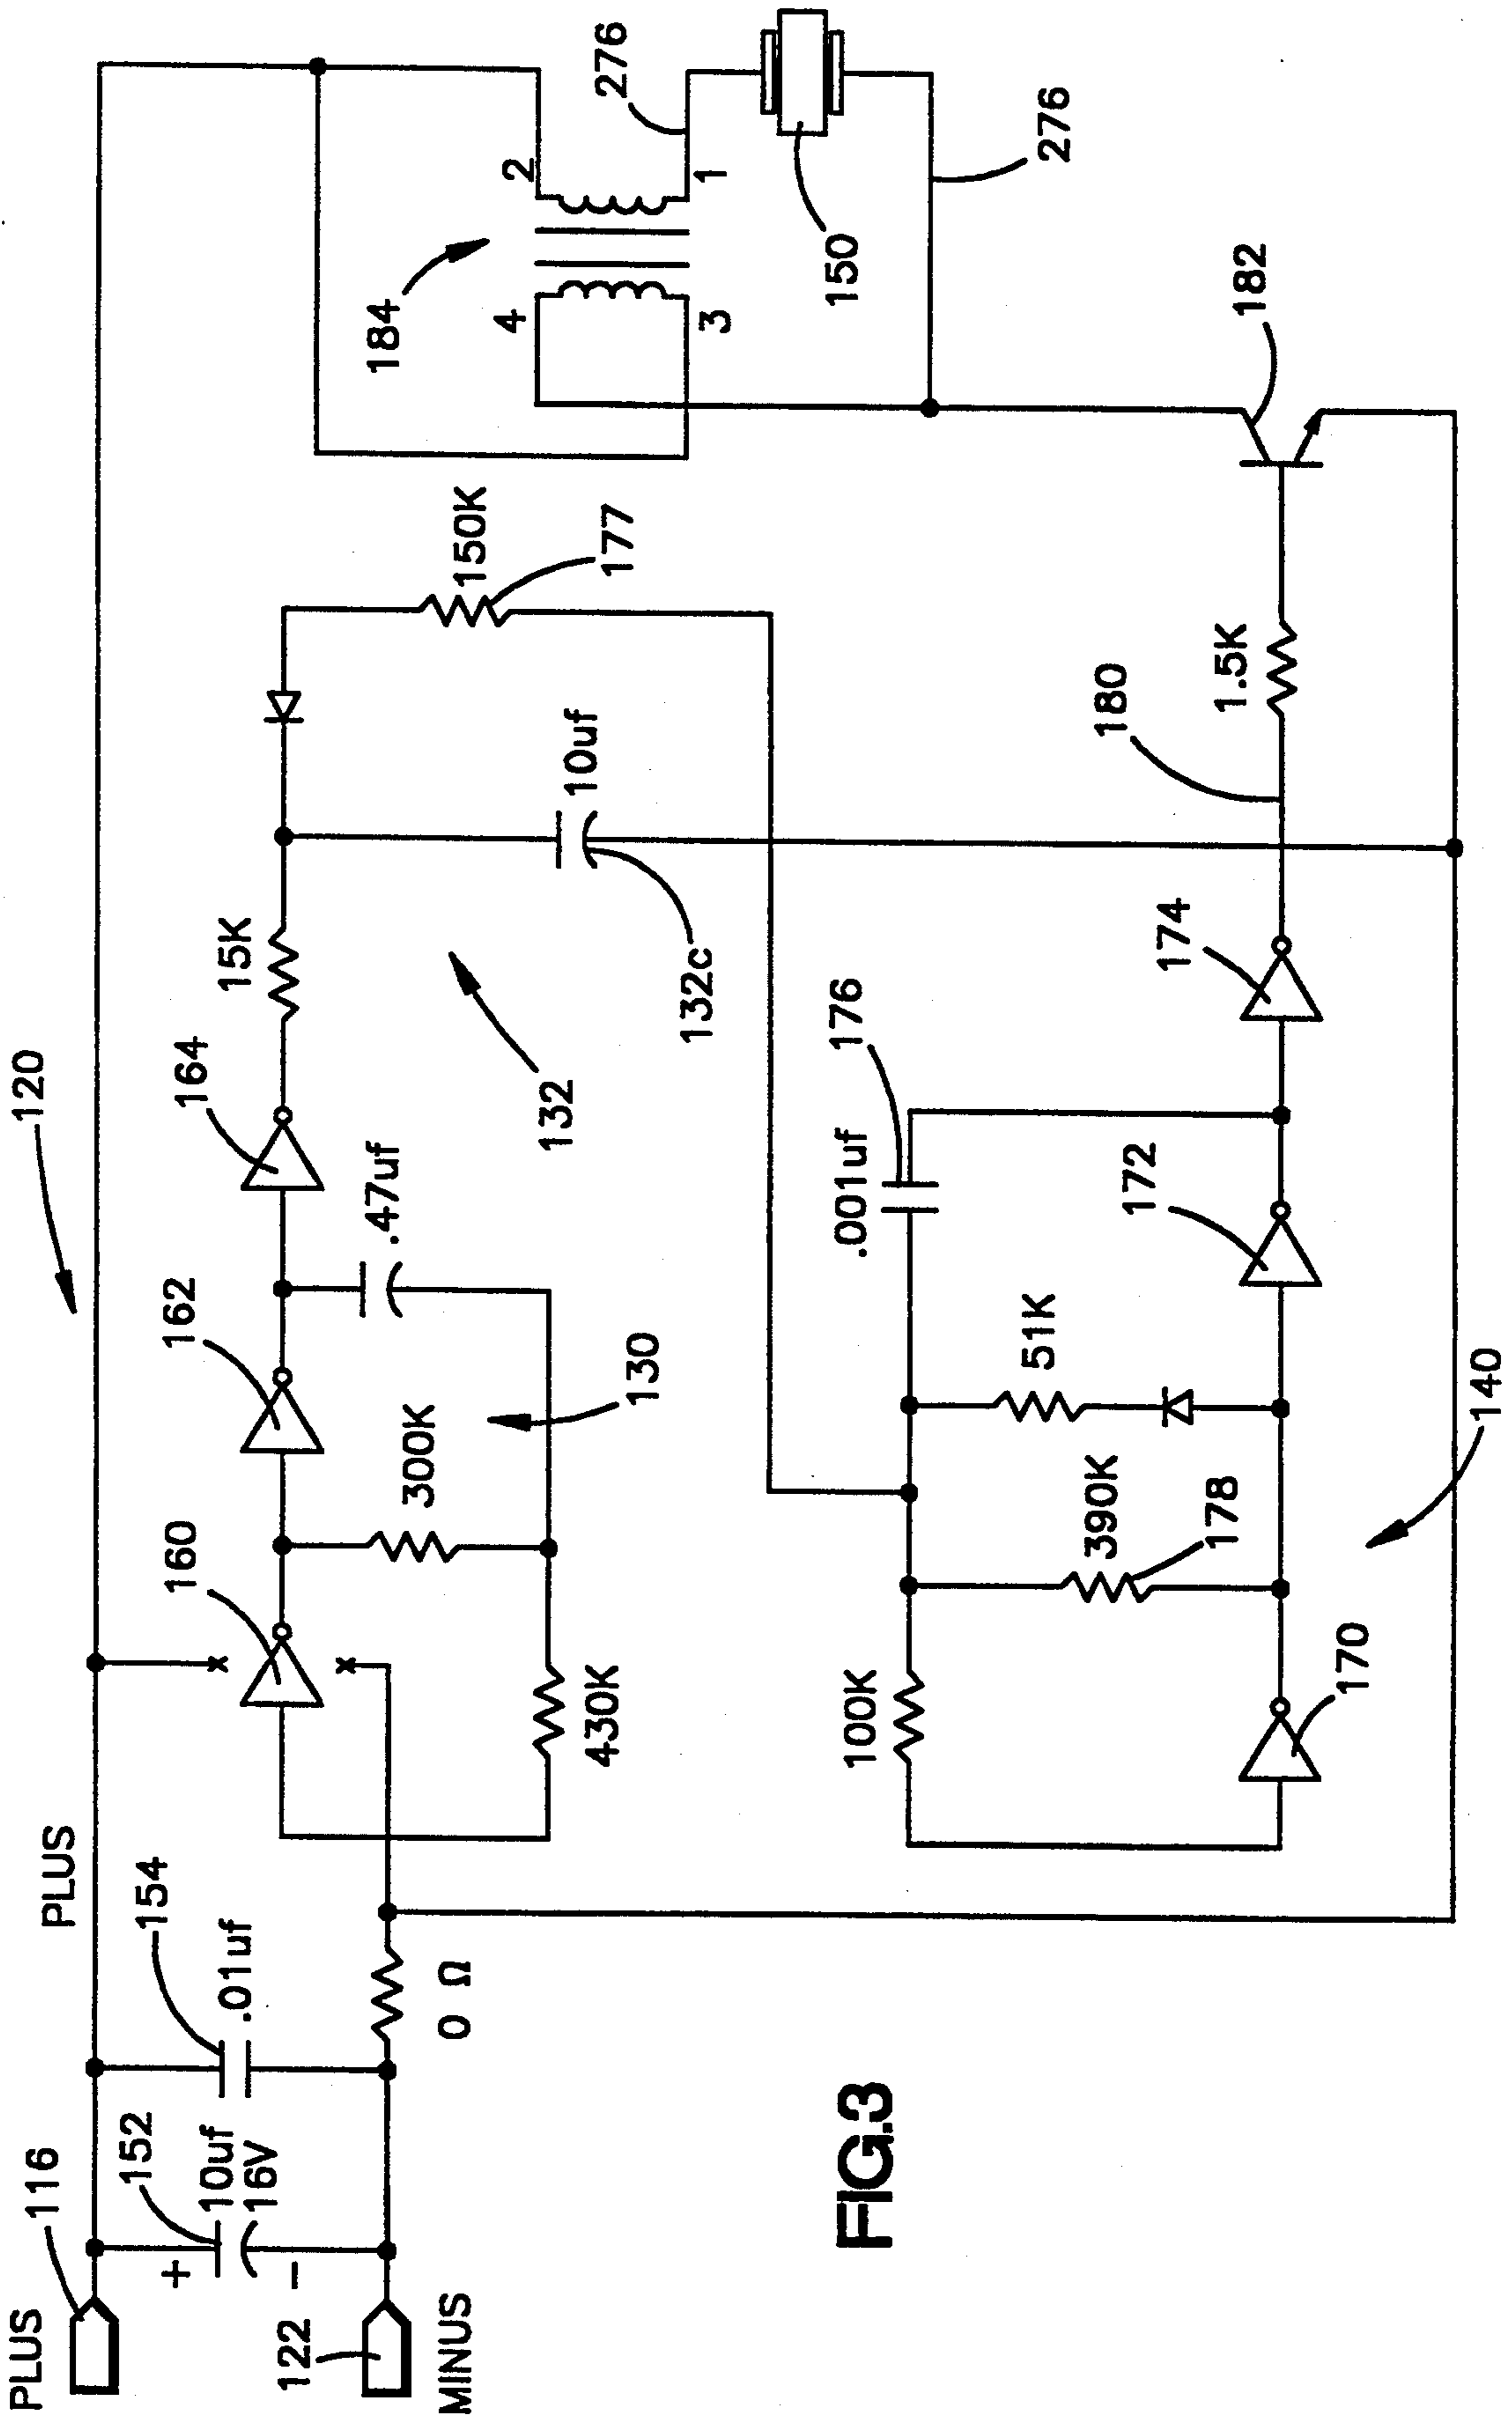 PLUS
116
152
10uf
16V
+
−
122
MINUS
154
.01uf
0 Ω
PLUS
120
160
162
164
15K
300K
430K
130
.47uf
132
132c
10uf
150K
177
184
4
3
2
1
276
150
276
182
1.5K
180
174
176
.001uf
172
51K
390K
178
100K
170
140
x
x
FIG.3